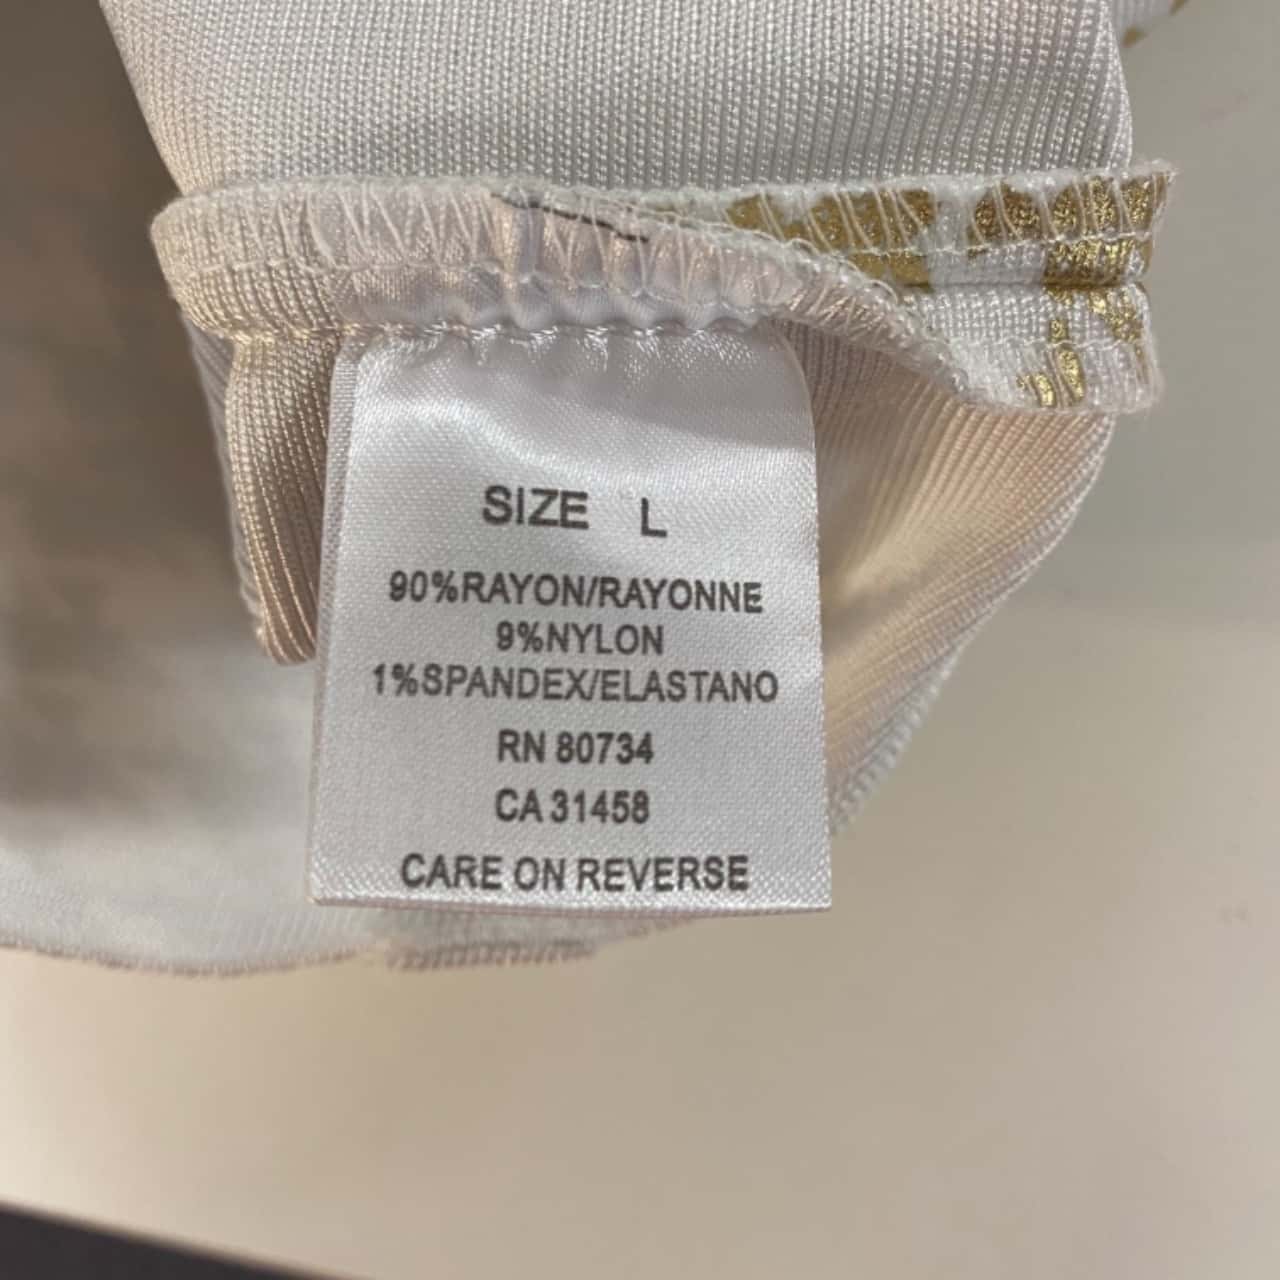 SIZE L
90%RAYON/RAYONNE
9%NYLON
1%SPANDEX/ELASTANO
RN 80734
CA 31458
CARE ON REVERSE